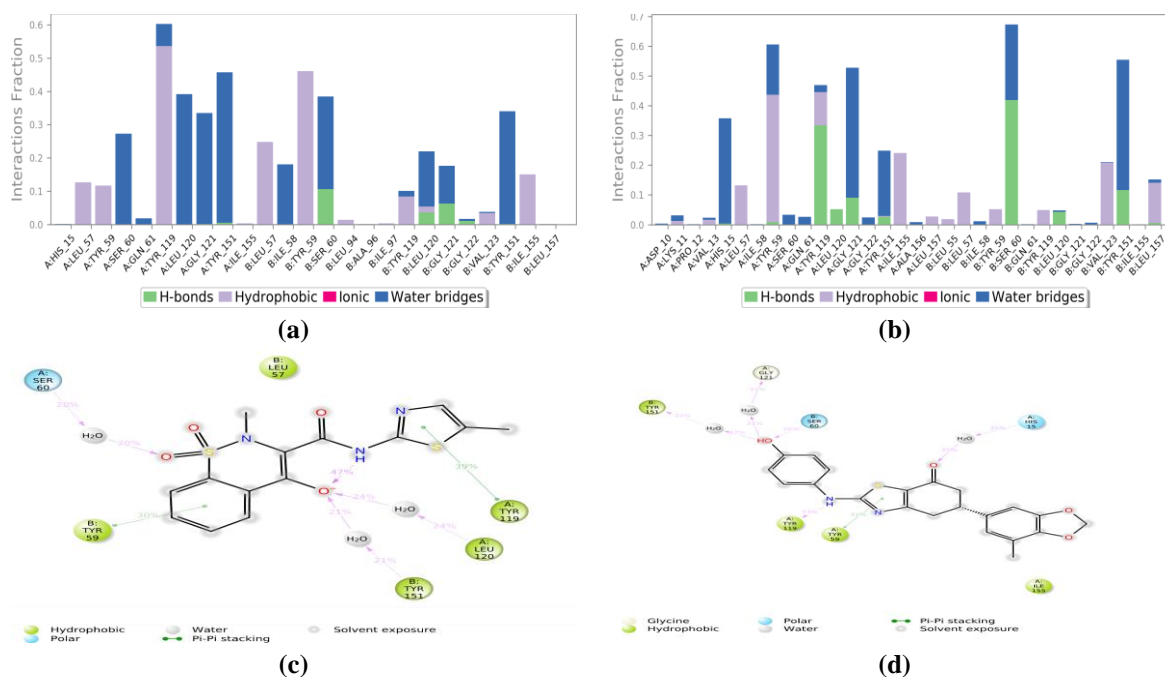 Interactions Fraction
0.6
0.5
0.4
0.3
0.2
0.1
0.0
A:HIS_15
A:LEU_57
A:TYR_59
A:SER_60
A:GLN_61
A:TYR_119
A:LEU_120
A:GLY_121
A:TYR_151
A:ILE_155
B:LEU_57
B:ILE_58
B:TYR_59
B:SER_60
B:LEU_94
B:ALA_96
B:ILE_97
B:TYR_119
B:LEU_120
B:GLY_121
B:GLY_122
B:VAL_123
B:TYR_151
B:ILE_155
B:LEU_157
H-bonds Hydrophobic Ionic Water bridges
(a)
Interactions Fraction
0.7
0.6
0.5
0.4
0.3
0.2
0.1
0.0
A:ASP_10
A:LYS_11
A:PRO_12
A:VAL_13
A:HIS_15
A:LEU_57
A:ILE_58
A:TYR_59
A:SER_60
A:GLN_61
A:TYR_119
A:LEU_120
A:GLY_121
A:GLY_122
A:TYR_151
A:ILE_155
A:ALA_156
A:LEU_157
B:LEU_55
B:LEU_57
B:ILE_58
B:TYR_59
B:SER_60
B:GLN_61
B:TYR_119
B:LEU_120
B:GLY_121
B:GLY_122
B:VAL_123
B:TYR_151
B:ILE_155
B:LEU_157
H-bonds Hydrophobic Ionic Water bridges
(b)
A:
SER
60
20%
H₂O
20%
B:
LEU
57
O
O
S
N
O
N
S
N
H
O⁻
47%
39%
30%
24%
H₂O
24%
21%
H₂O
21%
B:
TYR
59
A:
TYR
119
A:
LEU
120
B:
TYR
151
Hydrophobic Water Solvent exposure
Polar Pi-Pi stacking
(c)
A:
GLY
121
H₂O
B:
TYR
151
H₂O
HO
B:
SER
60
A:
HIS
15
H₂O
O
S
N
H
N
O
O
A:
TYR
119
A:
TYR
59
A:
ILE
155
Glycine Polar Pi-Pi stacking
Hydrophobic Water Solvent exposure
(d)